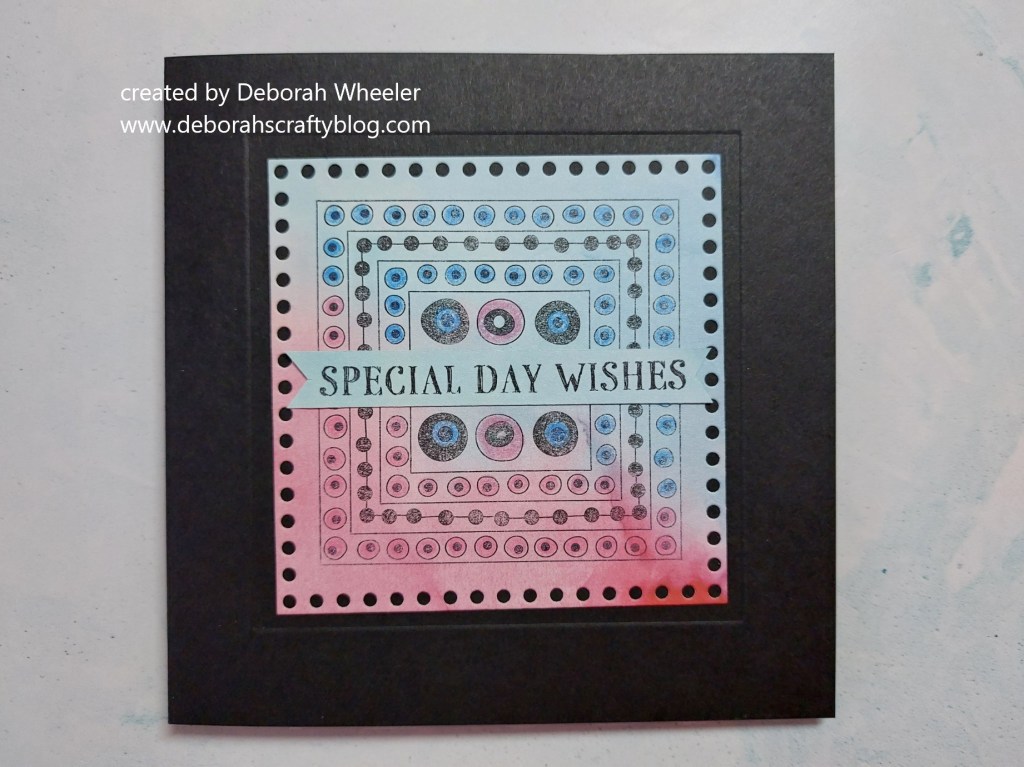 created by Deborah Wheeler
www.deborahscraftyblog.com
SPECIAL DAY WISHES